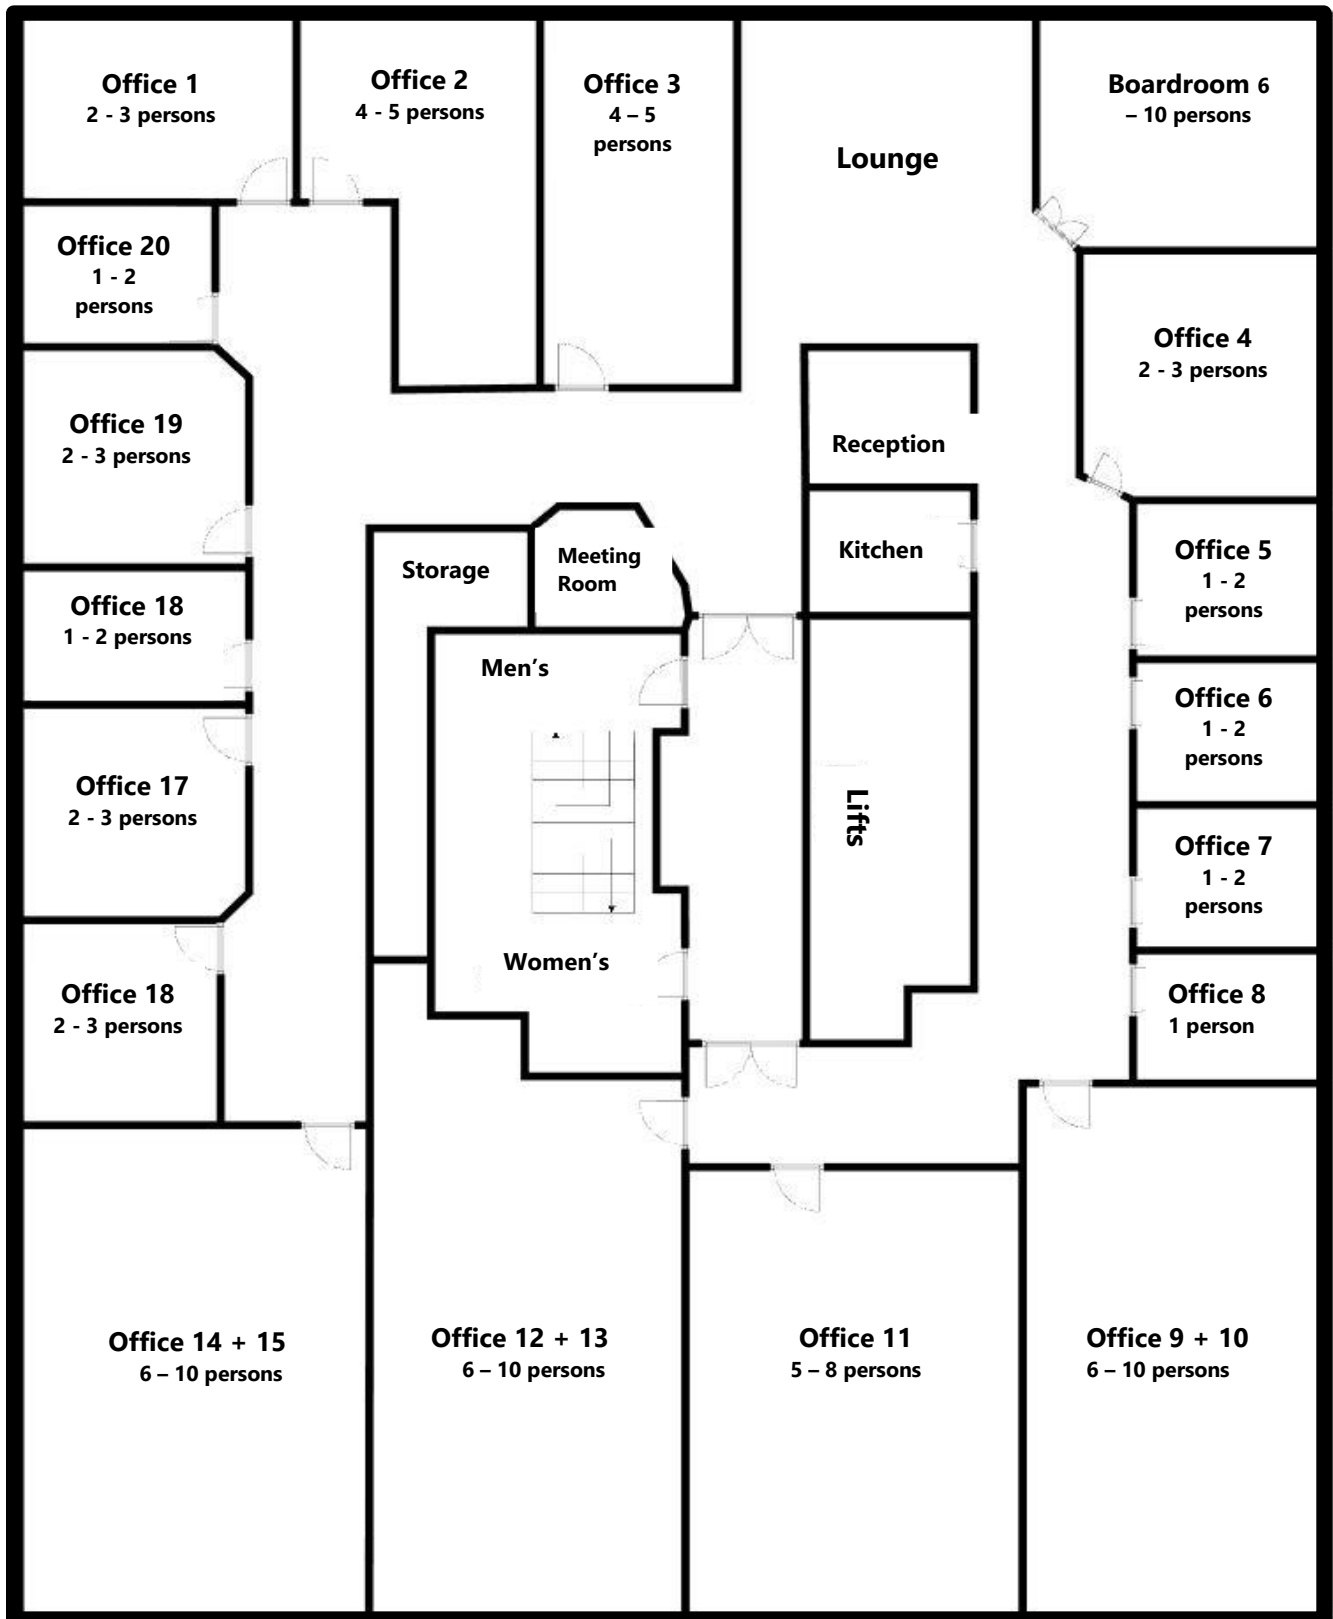 Office 1
2 - 3 persons
Office 2
4 - 5 persons
Office 3
4 – 5
persons
Lounge
Boardroom 6
– 10 persons
Office 20
1 - 2
persons
Office 4
2 - 3 persons
Office 19
2 - 3 persons
Reception
Storage
Meeting
Room
Kitchen
Office 5
1 - 2
persons
Office 18
1 - 2 persons
Men’s
Office 6
1 - 2
persons
Office 17
2 - 3 persons
Lifts
Office 7
1 - 2
persons
Women’s
Office 18
2 - 3 persons
Office 8
1 person
Office 14 + 15
6 – 10 persons
Office 12 + 13
6 – 10 persons
Office 11
5 – 8 persons
Office 9 + 10
6 – 10 persons